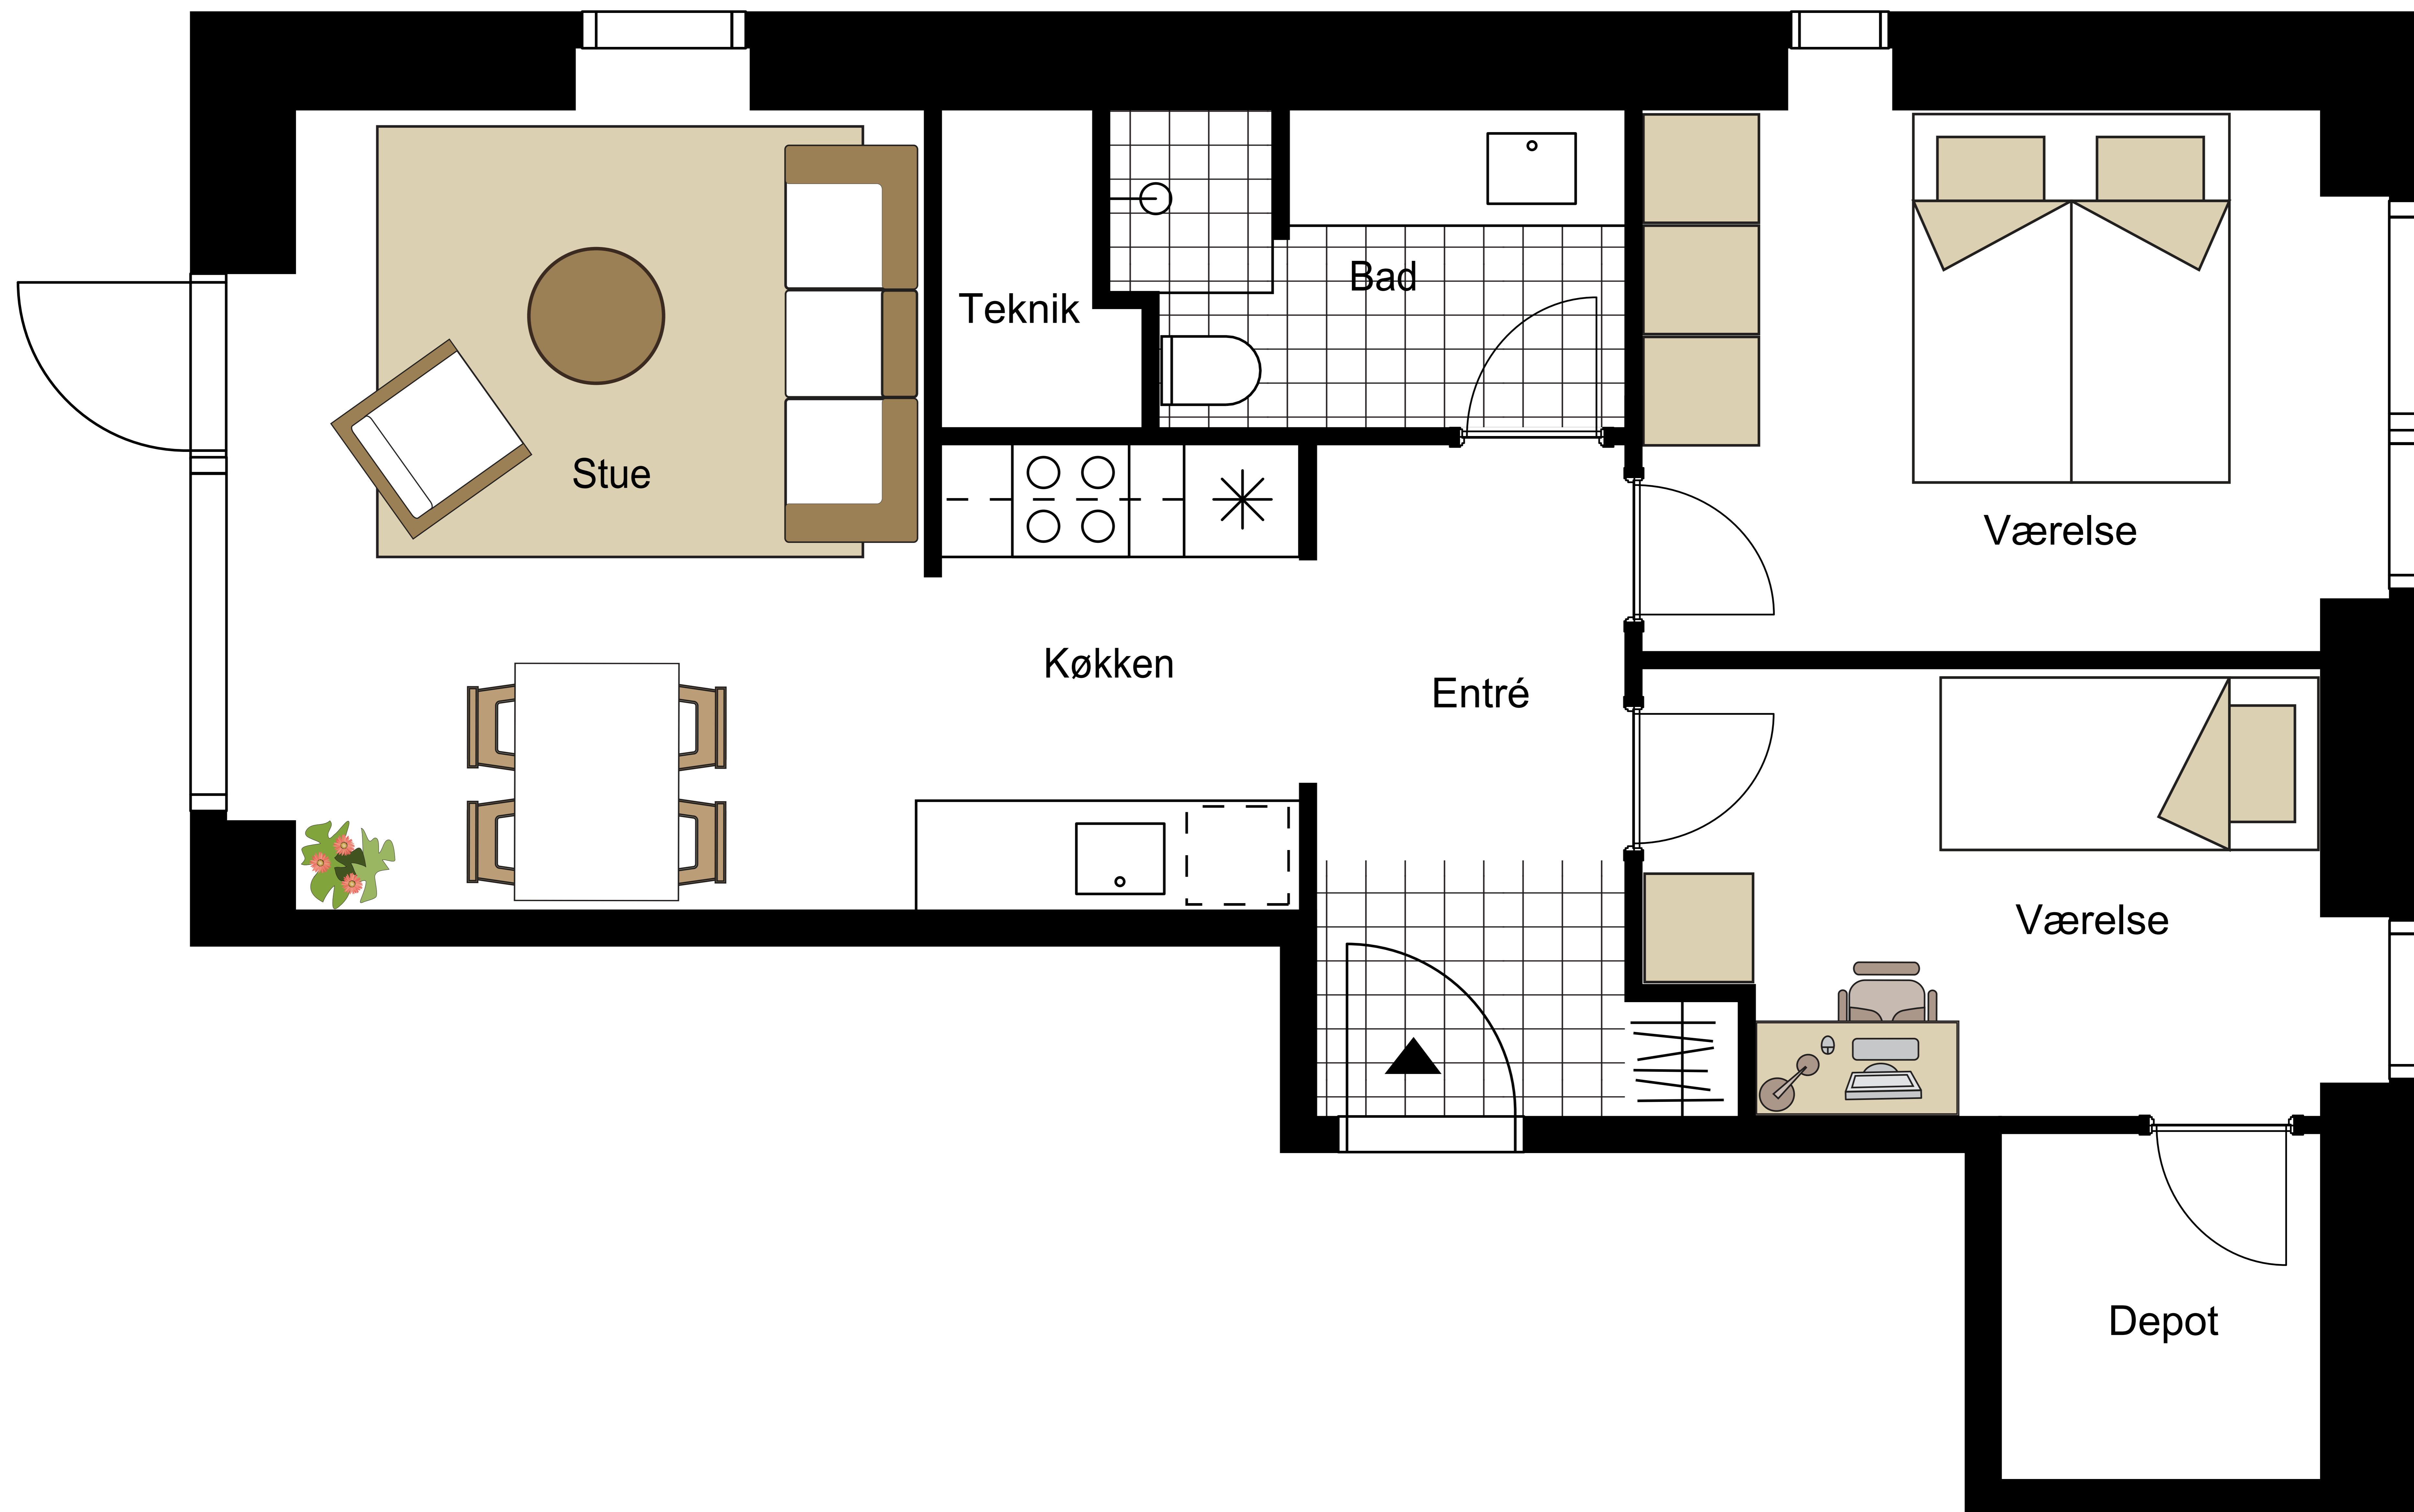 Bad
Teknik
Stue
Værelse
Køkken
Entré
Værelse
Depot